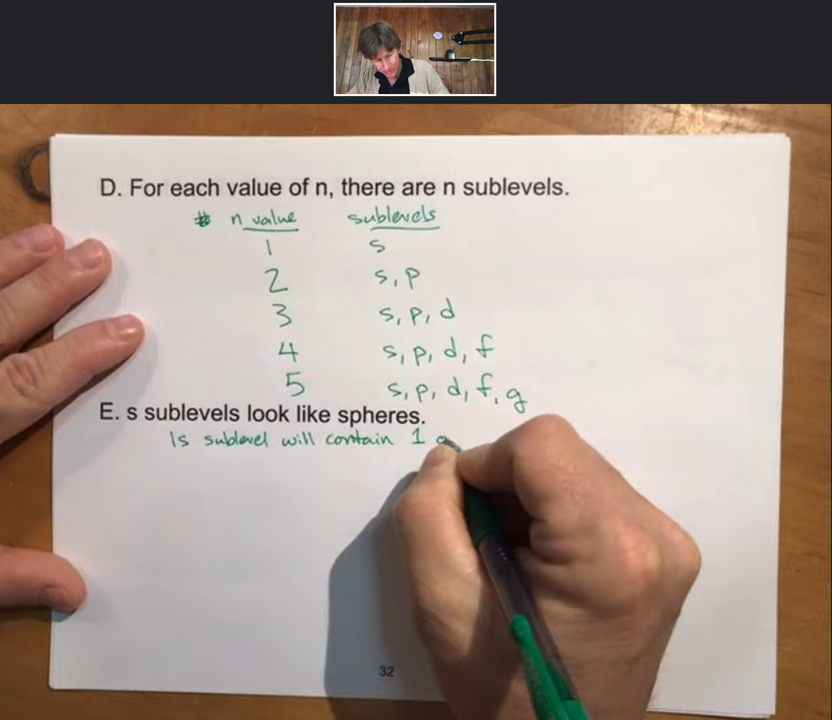 D. For each value of n, there are n sublevels.
# n value sublevels
1 s
2 s, p
3 s, p, d
4 s, p, d, f
5 s, p, d, f, g
E. s sublevels look like spheres.
1s sublevel will contain 1
32